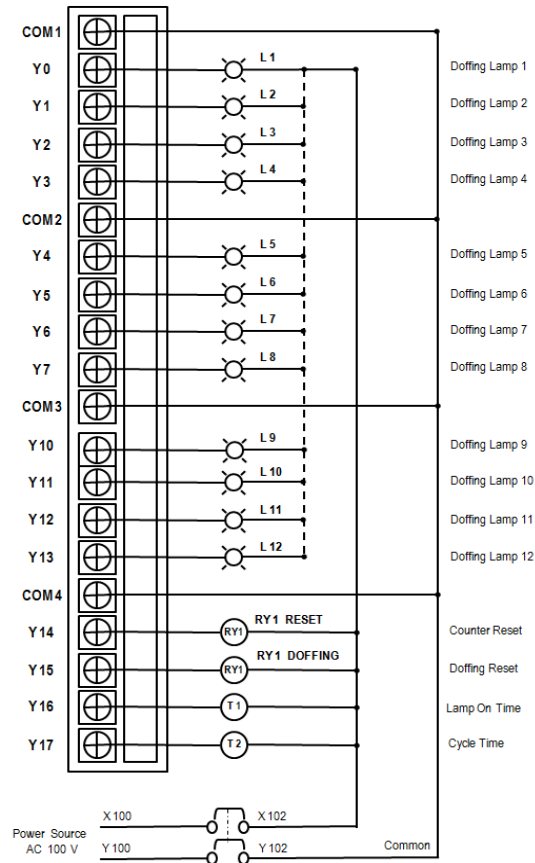 COM1
Y0 L1 Doffing Lamp 1
Y1 L2 Doffing Lamp 2
Y2 L3 Doffing Lamp 3
Y3 L4 Doffing Lamp 4
COM2
Y4 L5 Doffing Lamp 5
Y5 L6 Doffing Lamp 6
Y6 L7 Doffing Lamp 7
Y7 L8 Doffing Lamp 8
COM3
Y10 L9 Doffing Lamp 9
Y11 L10 Doffing Lamp 10
Y12 L11 Doffing Lamp 11
Y13 L12 Doffing Lamp 12
COM4
Y14 RY1 RY1 RESET Counter Reset
Y15 RY1 RY1 DOFFING Doffing Reset
Y16 T1 Lamp On Time
Y17 T2 Cycle Time
X100 X102
Power Source
AC 100 V Y100 Y102 Common